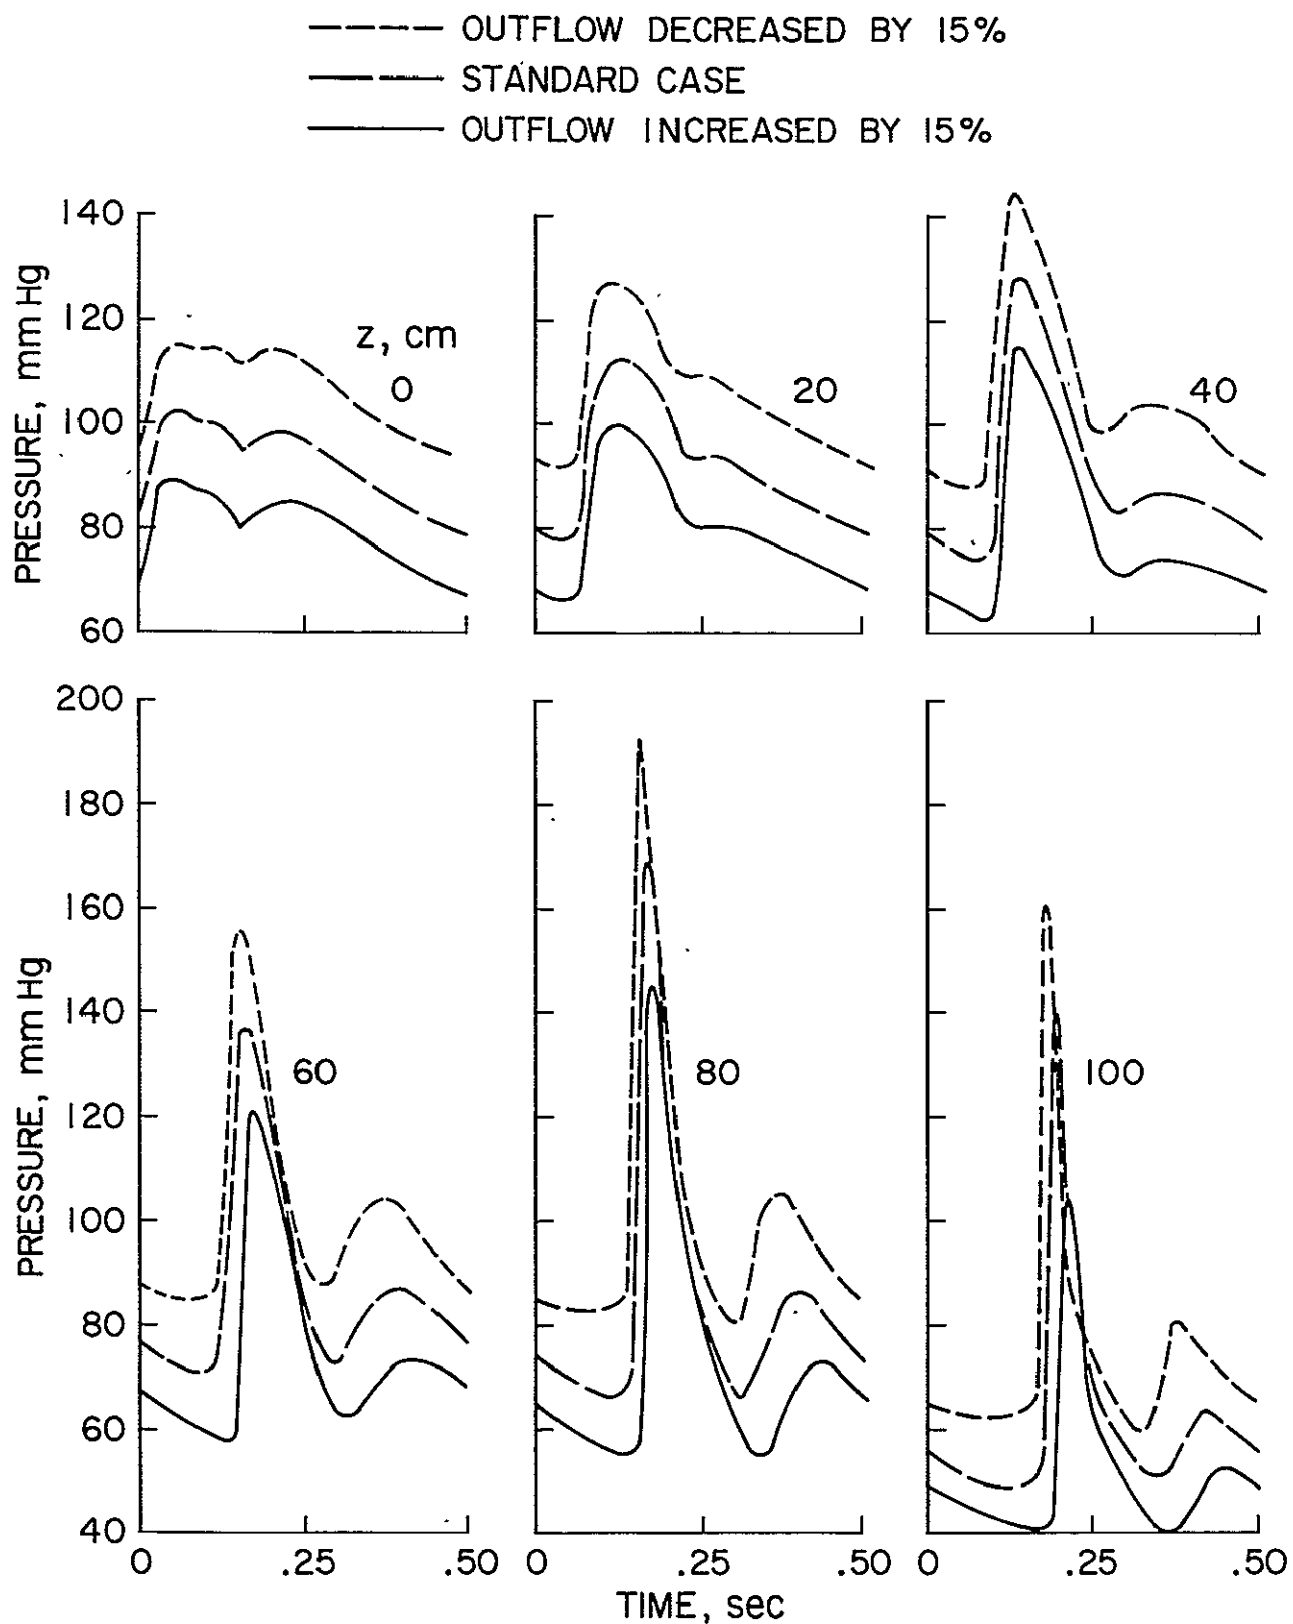 OUTFLOW DECREASED BY 15%
STANDARD CASE
OUTFLOW INCREASED BY 15%
PRESSURE, mm Hg
140
120
100
80
60
z, cm
0
20
40
PRESSURE, mm Hg
200
180
160
140
120
100
80
60
40
60
80
100
0 .25 .50 0 .25 .50 0 .25 .50
TIME, sec